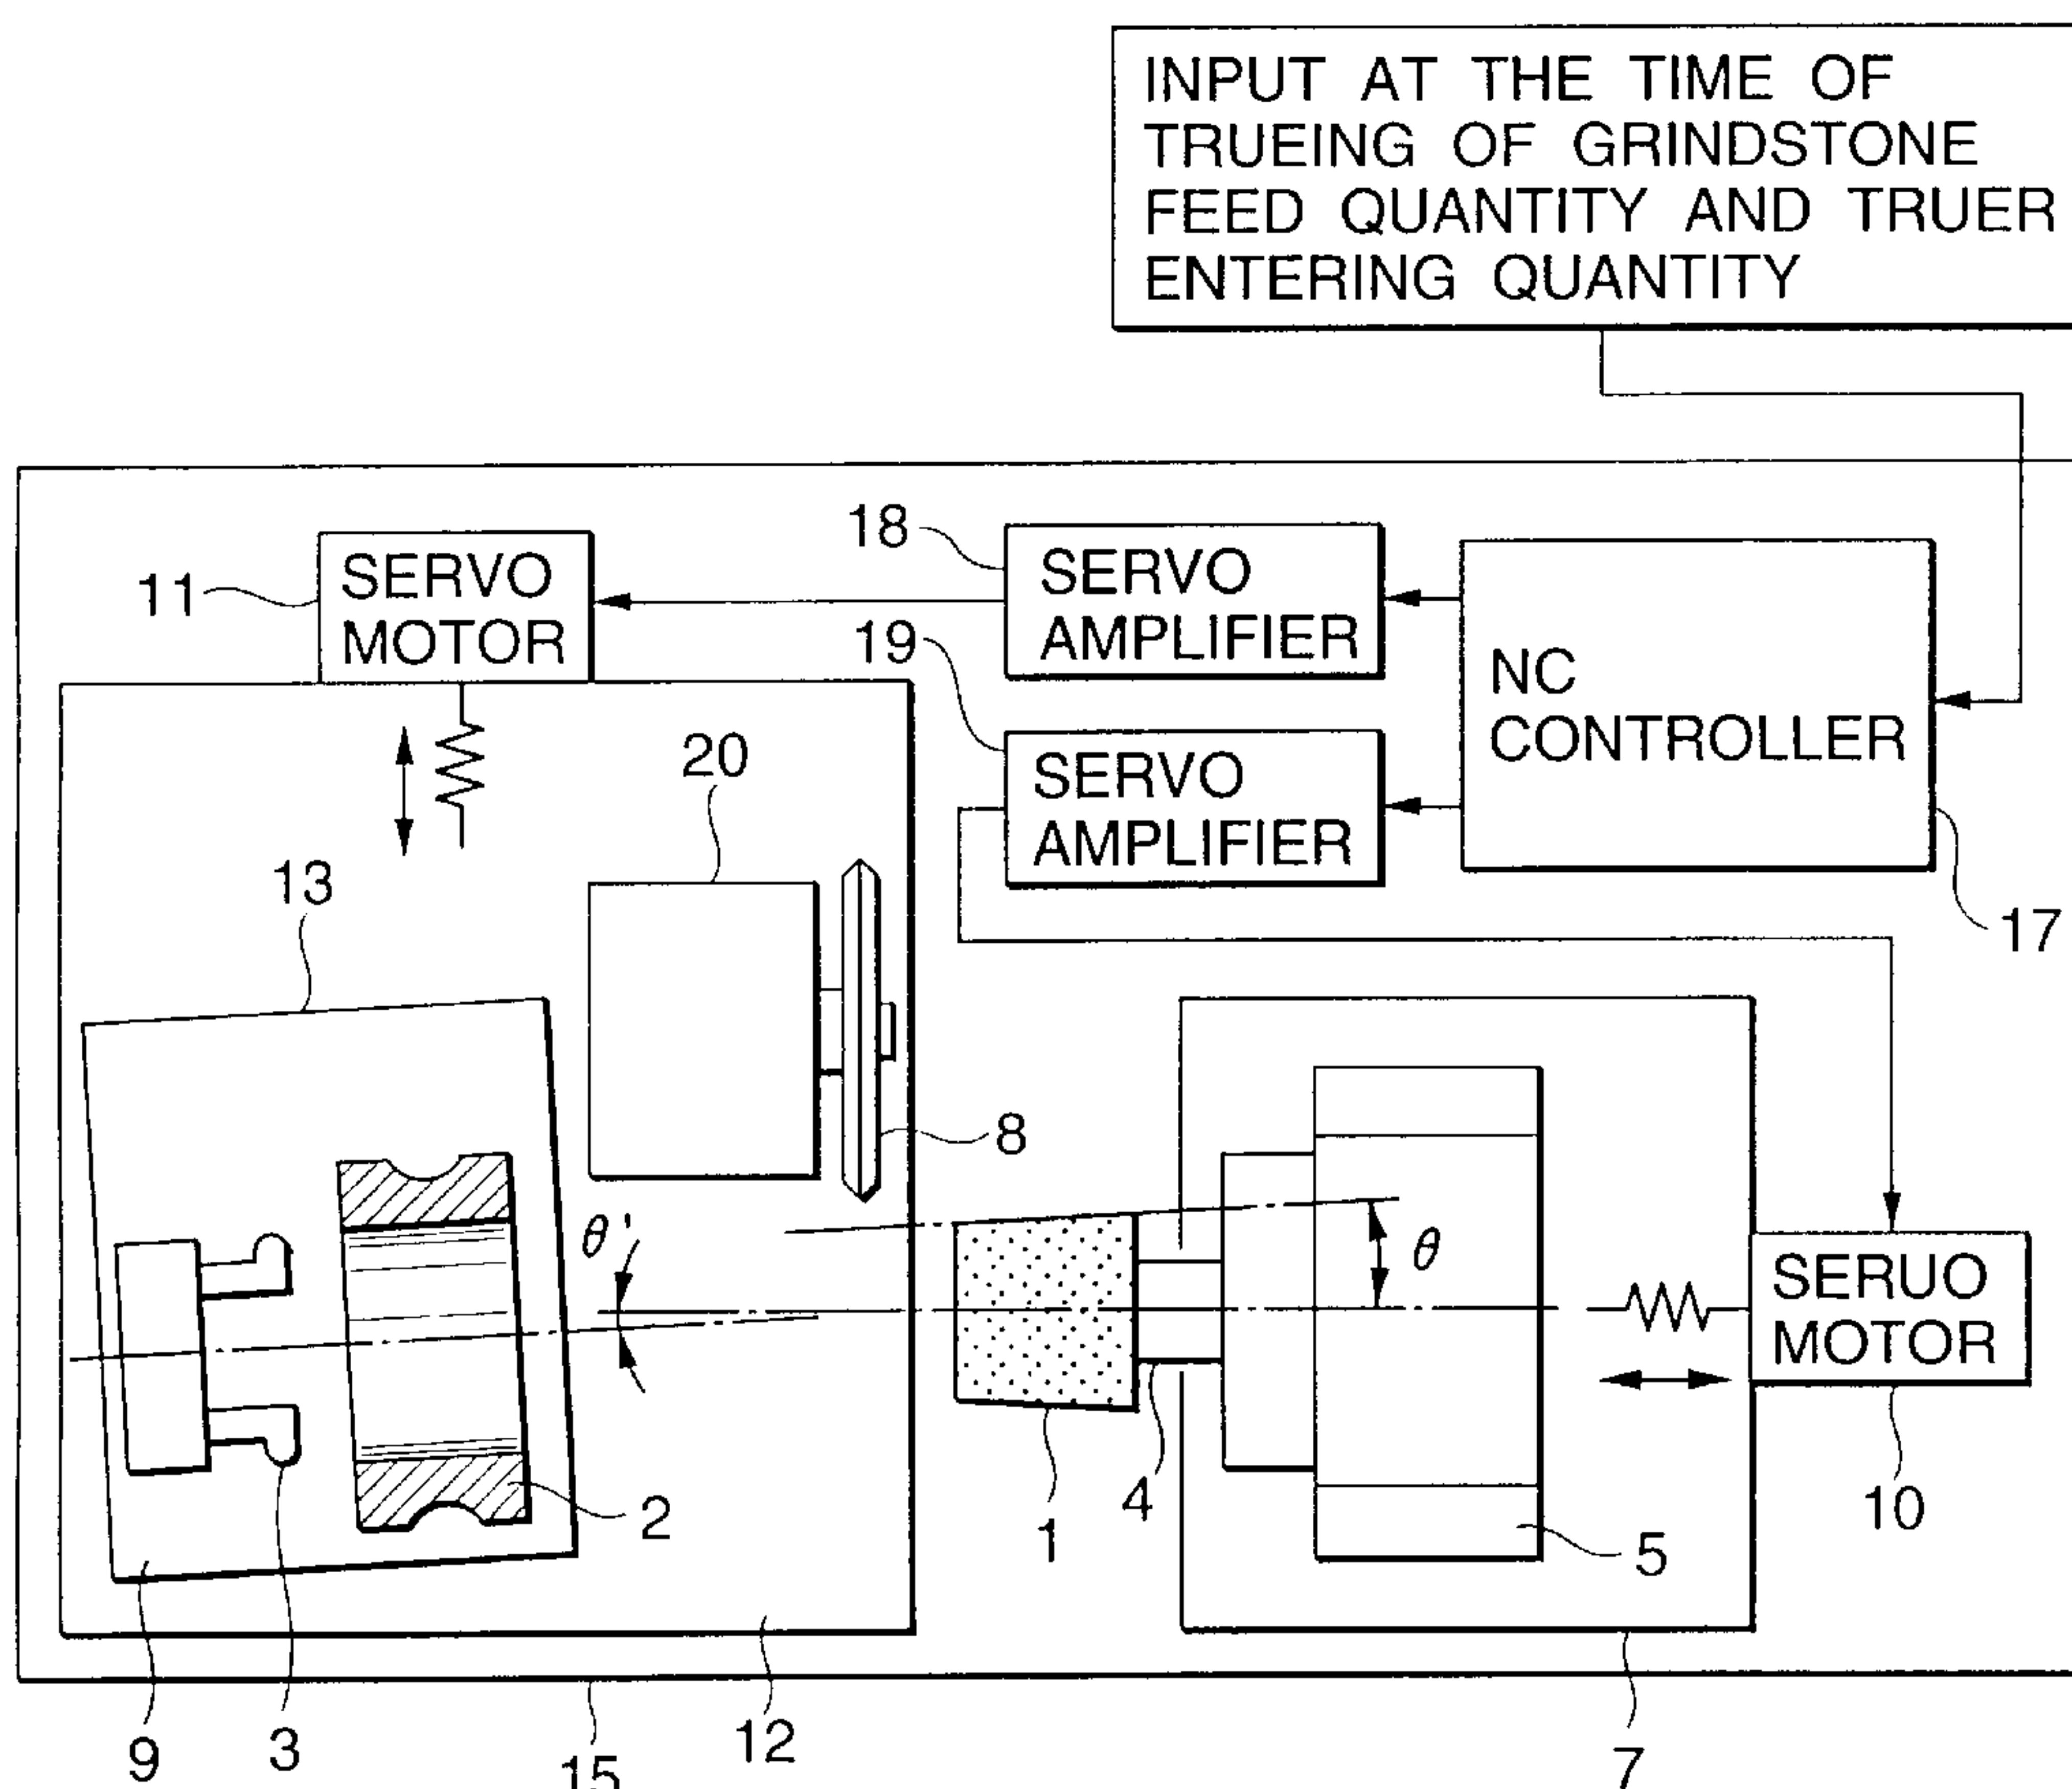 INPUT AT THE TIME OF
TRUEING OF GRINDSTONE
FEED QUANTITY AND TRUER
ENTERING QUANTITY
18
11
SERVO
MOTOR
SERVO
AMPLIFIER
19
NC
CONTROLLER
SERVO
AMPLIFIER
20
13
17
8
θ'
θ
SERUO
MOTOR
2
1
4
5
10
9
3
15
12
7